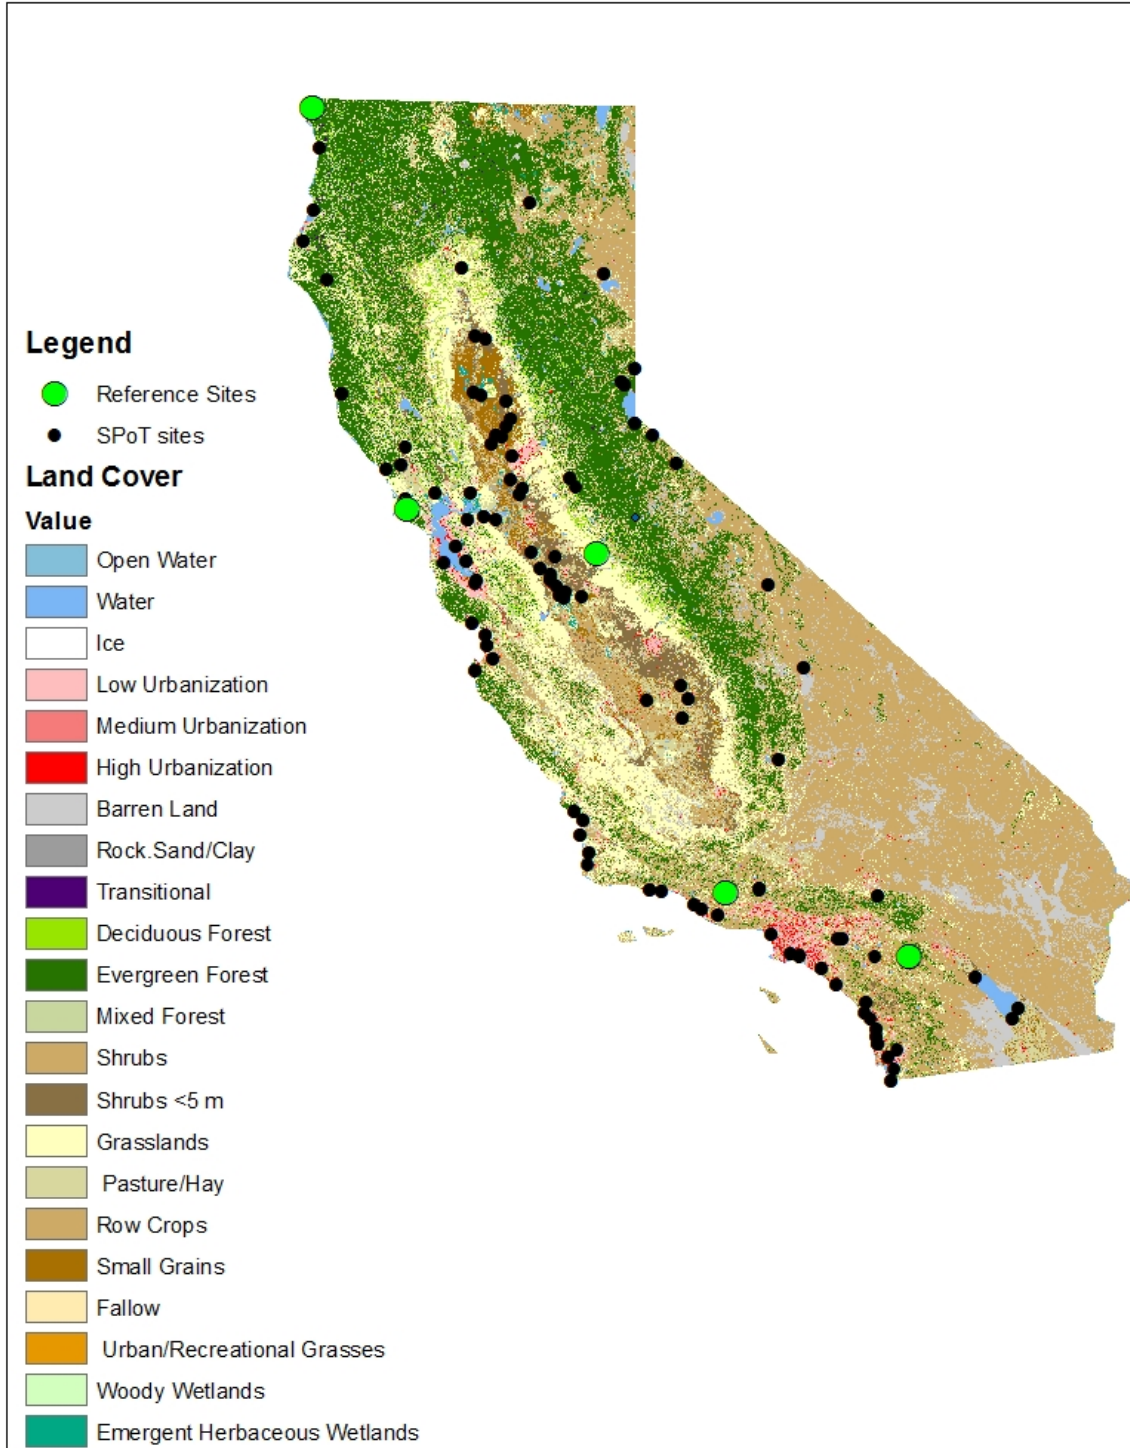 Legend
Reference Sites
SPoT sites
Land Cover
Value
Open Water
Water
Ice
Low Urbanization
Medium Urbanization
High Urbanization
Barren Land
Rock.Sand/Clay
Transitional
Deciduous Forest
Evergreen Forest
Mixed Forest
Shrubs
Shrubs <5 m
Grasslands
Pasture/Hay
Row Crops
Small Grains
Fallow
Urban/Recreational Grasses
Woody Wetlands
Emergent Herbaceous Wetlands